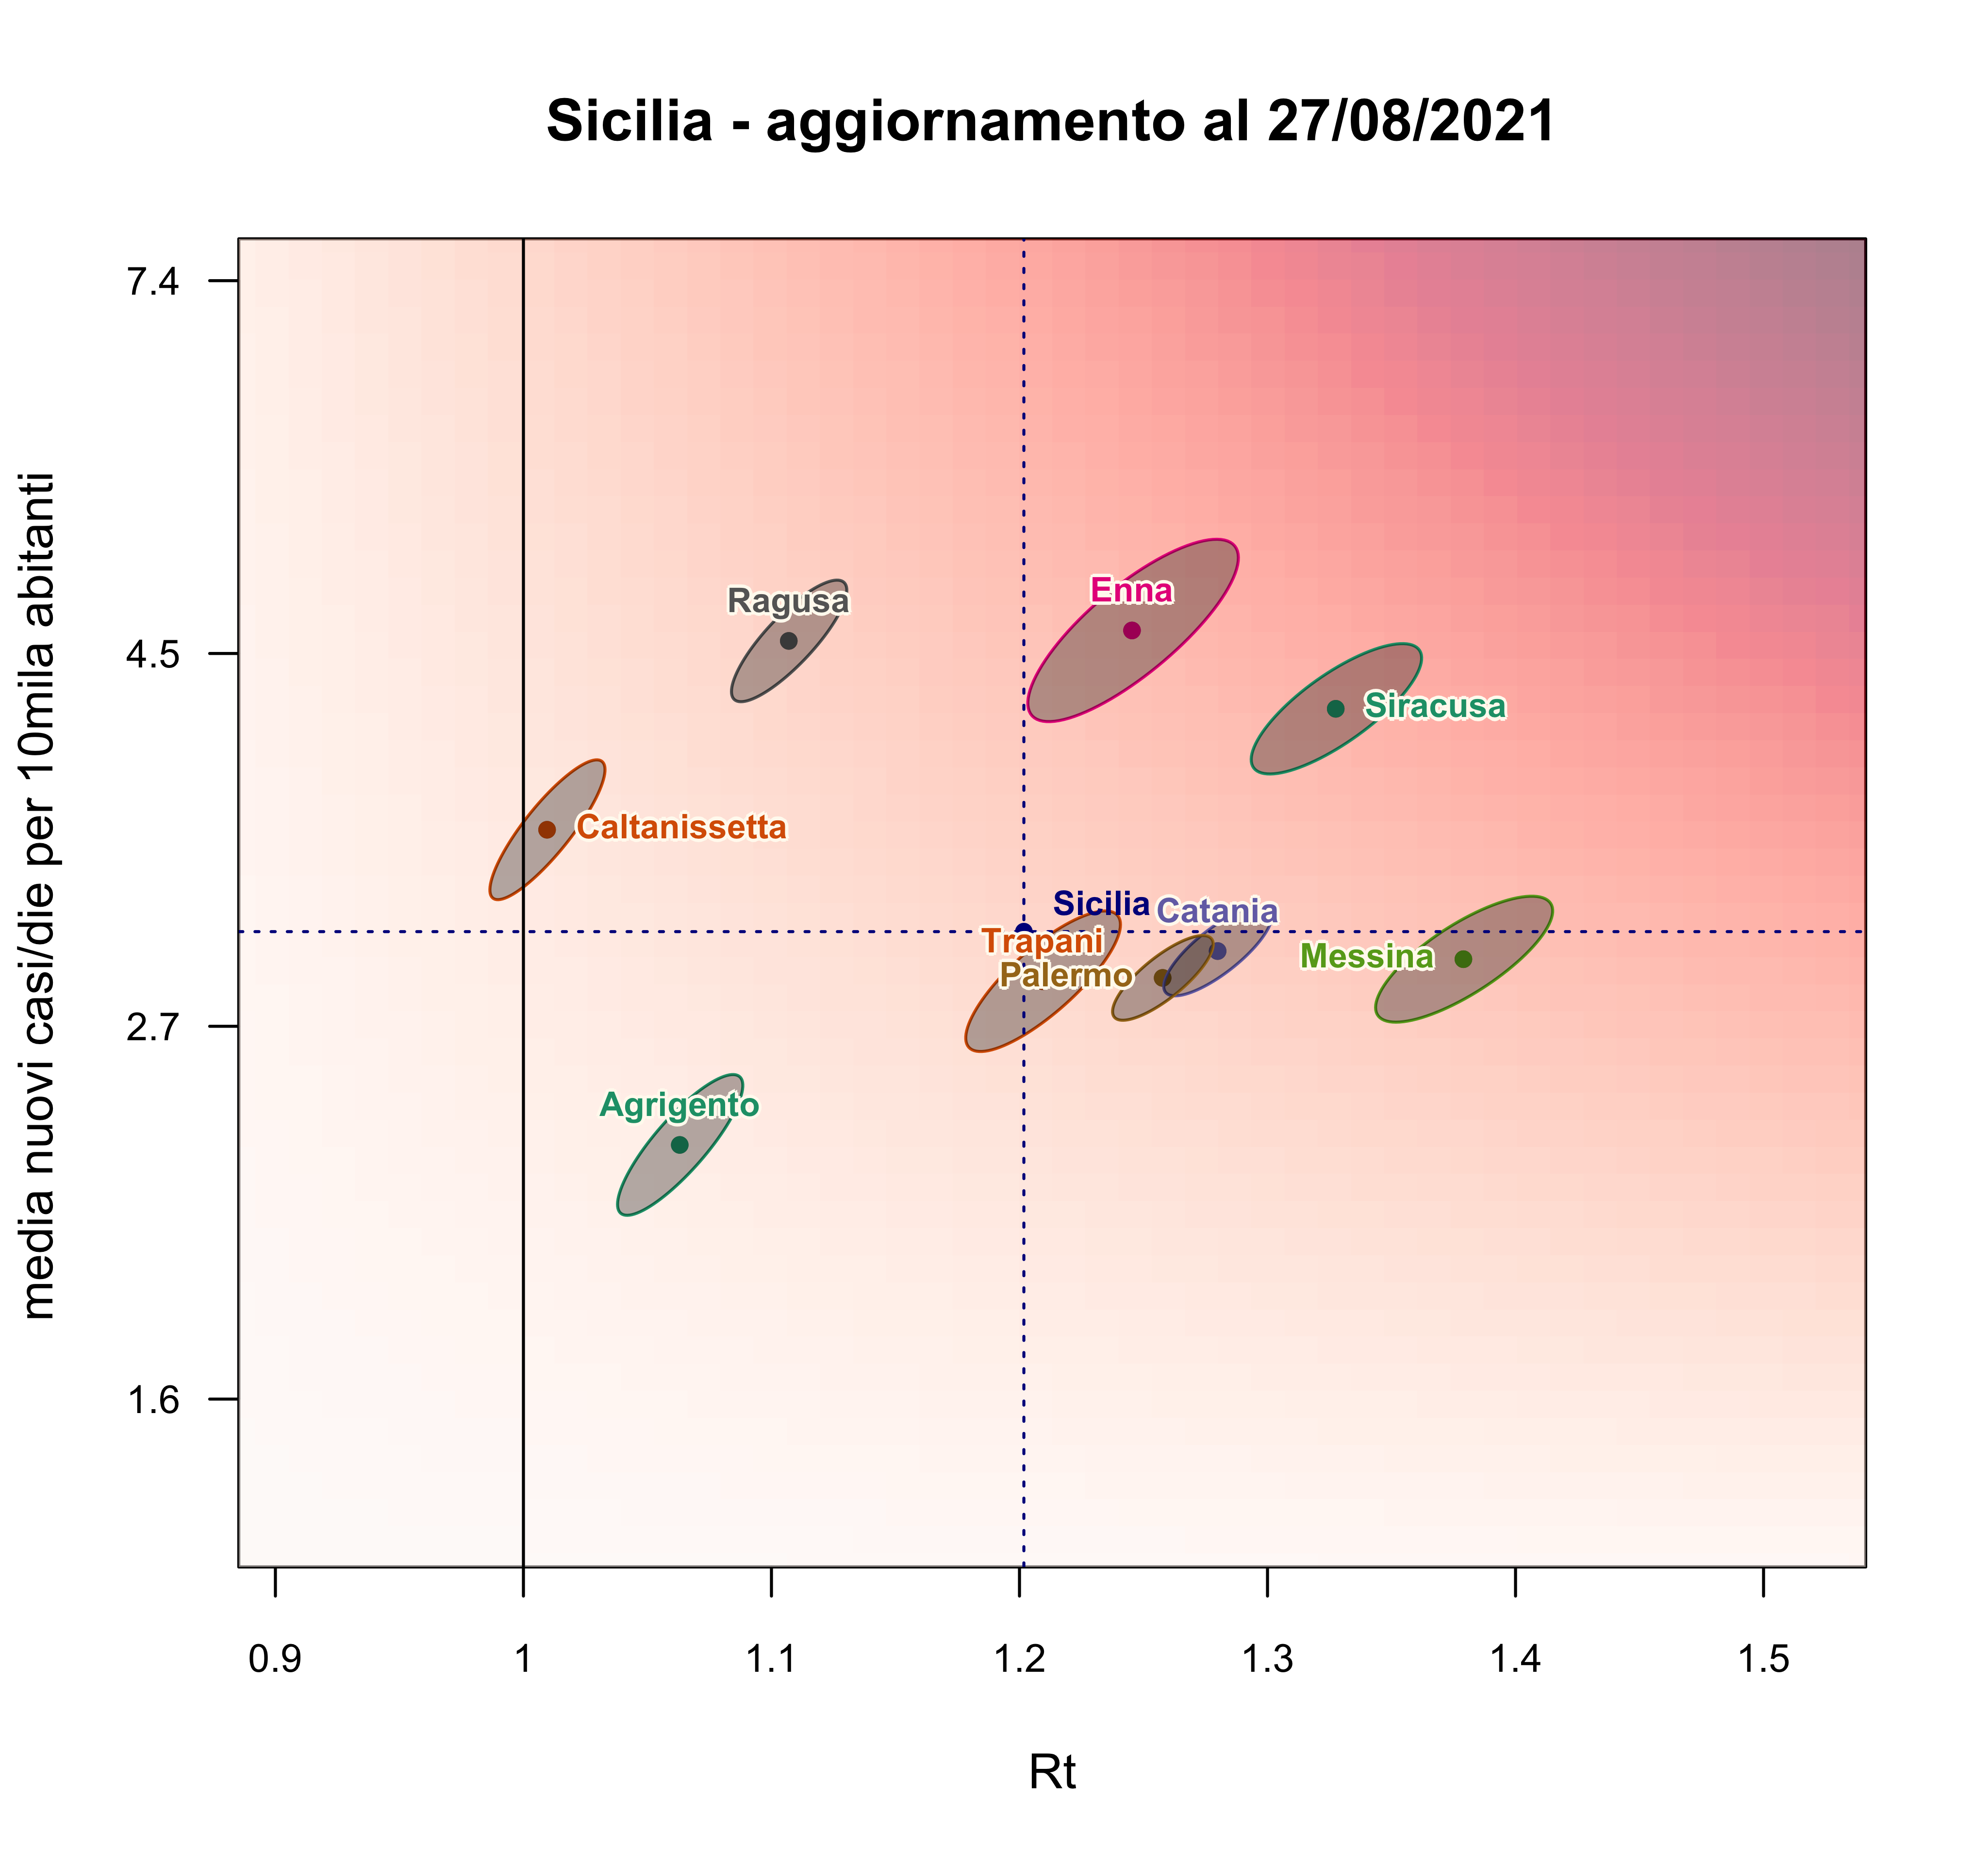 Sicilia - aggiornamento al 27/08/2021
media nuovi casi/die per 10mila abitanti
7.4
4.5
2.7
1.6
Ragusa
Enna
Siracusa
Caltanissetta
Sicilia
Catania
Trapani
Messina
Palermo
Agrigento
0.9
1
1.1
1.2
1.3
1.4
1.5
Rt